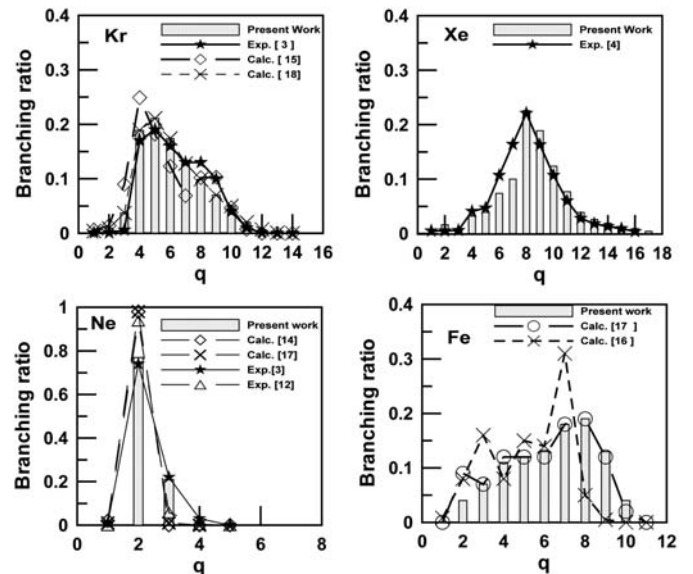 Kr
Present Work
Exp. [ 3 ]
Calc. [ 15]
Calc. [ 18]
Branching ratio
0.4
0.3
0.2
0.1
0
0 2 4 6 8 10 12 14 16
q
Xe
Present Work
Exp. [4]
Branching ratio
0.4
0.3
0.2
0.1
0
0 2 4 6 8 10 12 14 16
q
Ne
Present work
Calc. [14]
Calc. [17]
Exp.[3]
Exp. [12]
Branching ratio
1
0.8
0.6
0.4
0.2
0
0 2 4 6 8
q
Fe
Present work
Calc. [17 ]
Calc. [16]
Branching ratio
0.4
0.3
0.2
0.1
0
0 2 4 6 8 10 12
q